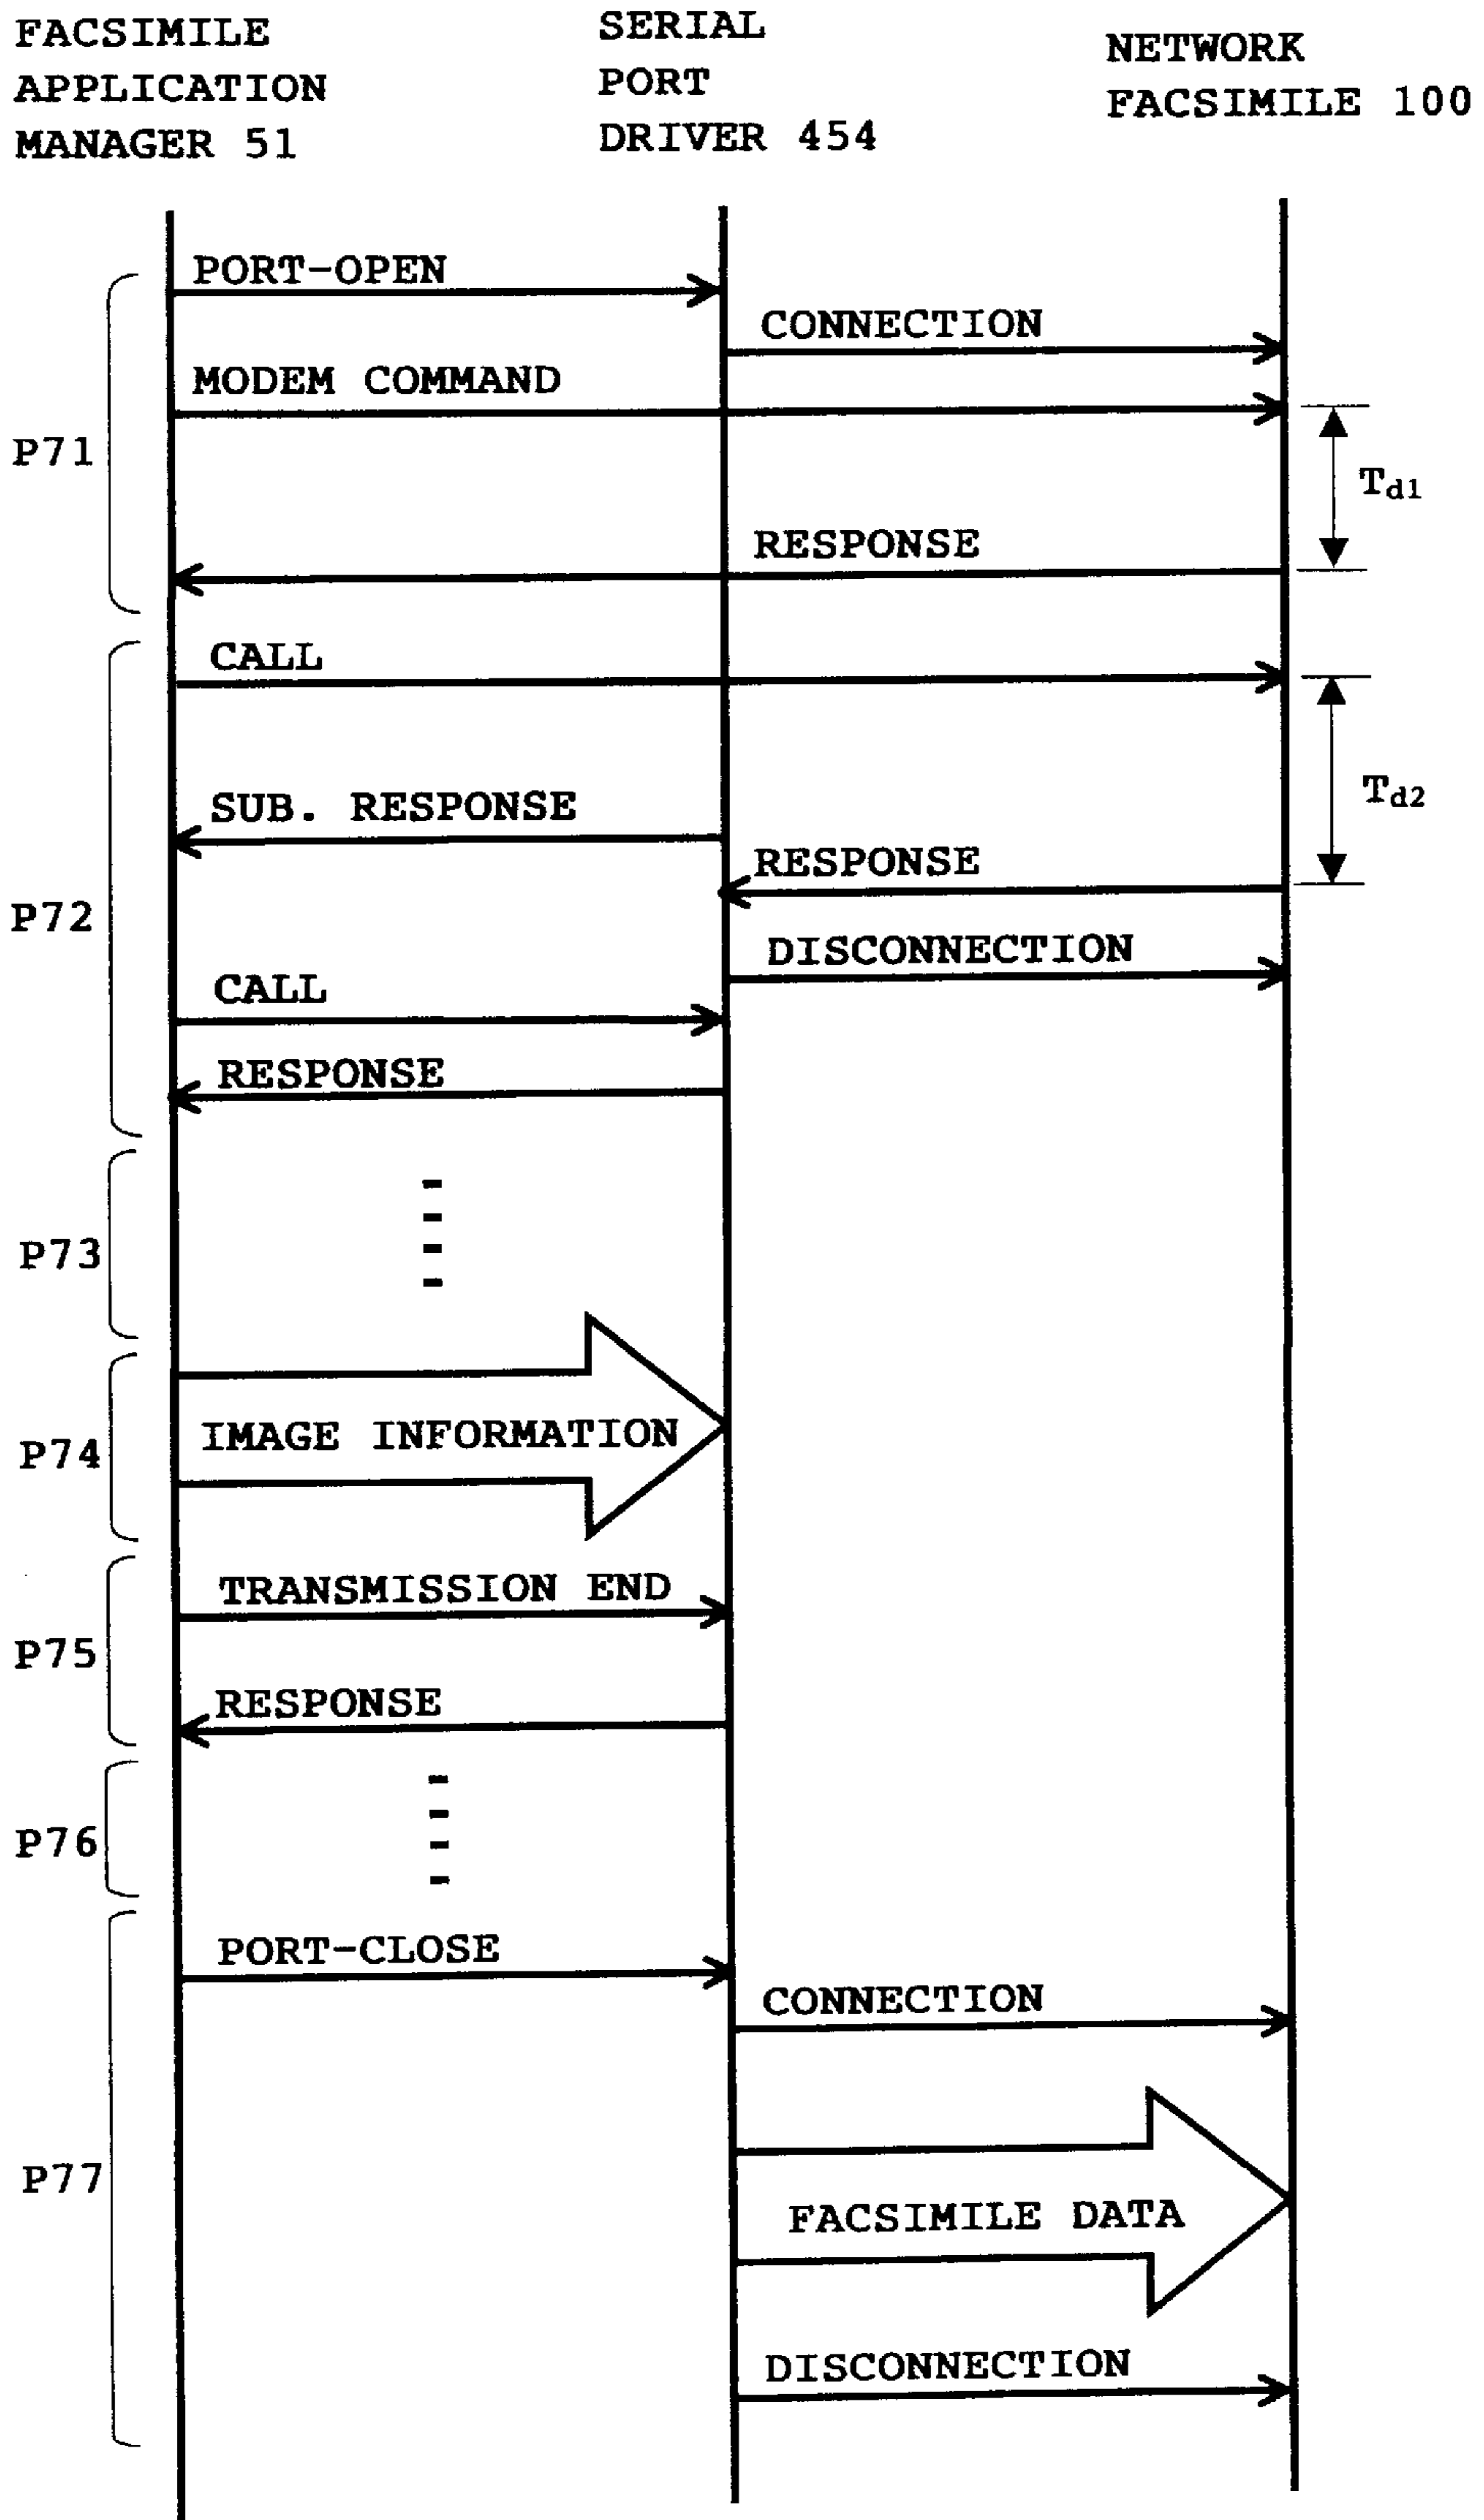 FACSIMILE
APPLICATION
MANAGER 51
SERIAL
PORT
DRIVER 454
NETWORK
FACSIMILE 100
PORT-OPEN
CONNECTION
MODEM COMMAND
P71
Td1
RESPONSE
CALL
Td2
SUB. RESPONSE
RESPONSE
P72
DISCONNECTION
CALL
RESPONSE
P73
IMAGE INFORMATION
P74
TRANSMISSION END
P75
RESPONSE
P76
PORT-CLOSE
CONNECTION
P77
FACSIMILE DATA
DISCONNECTION